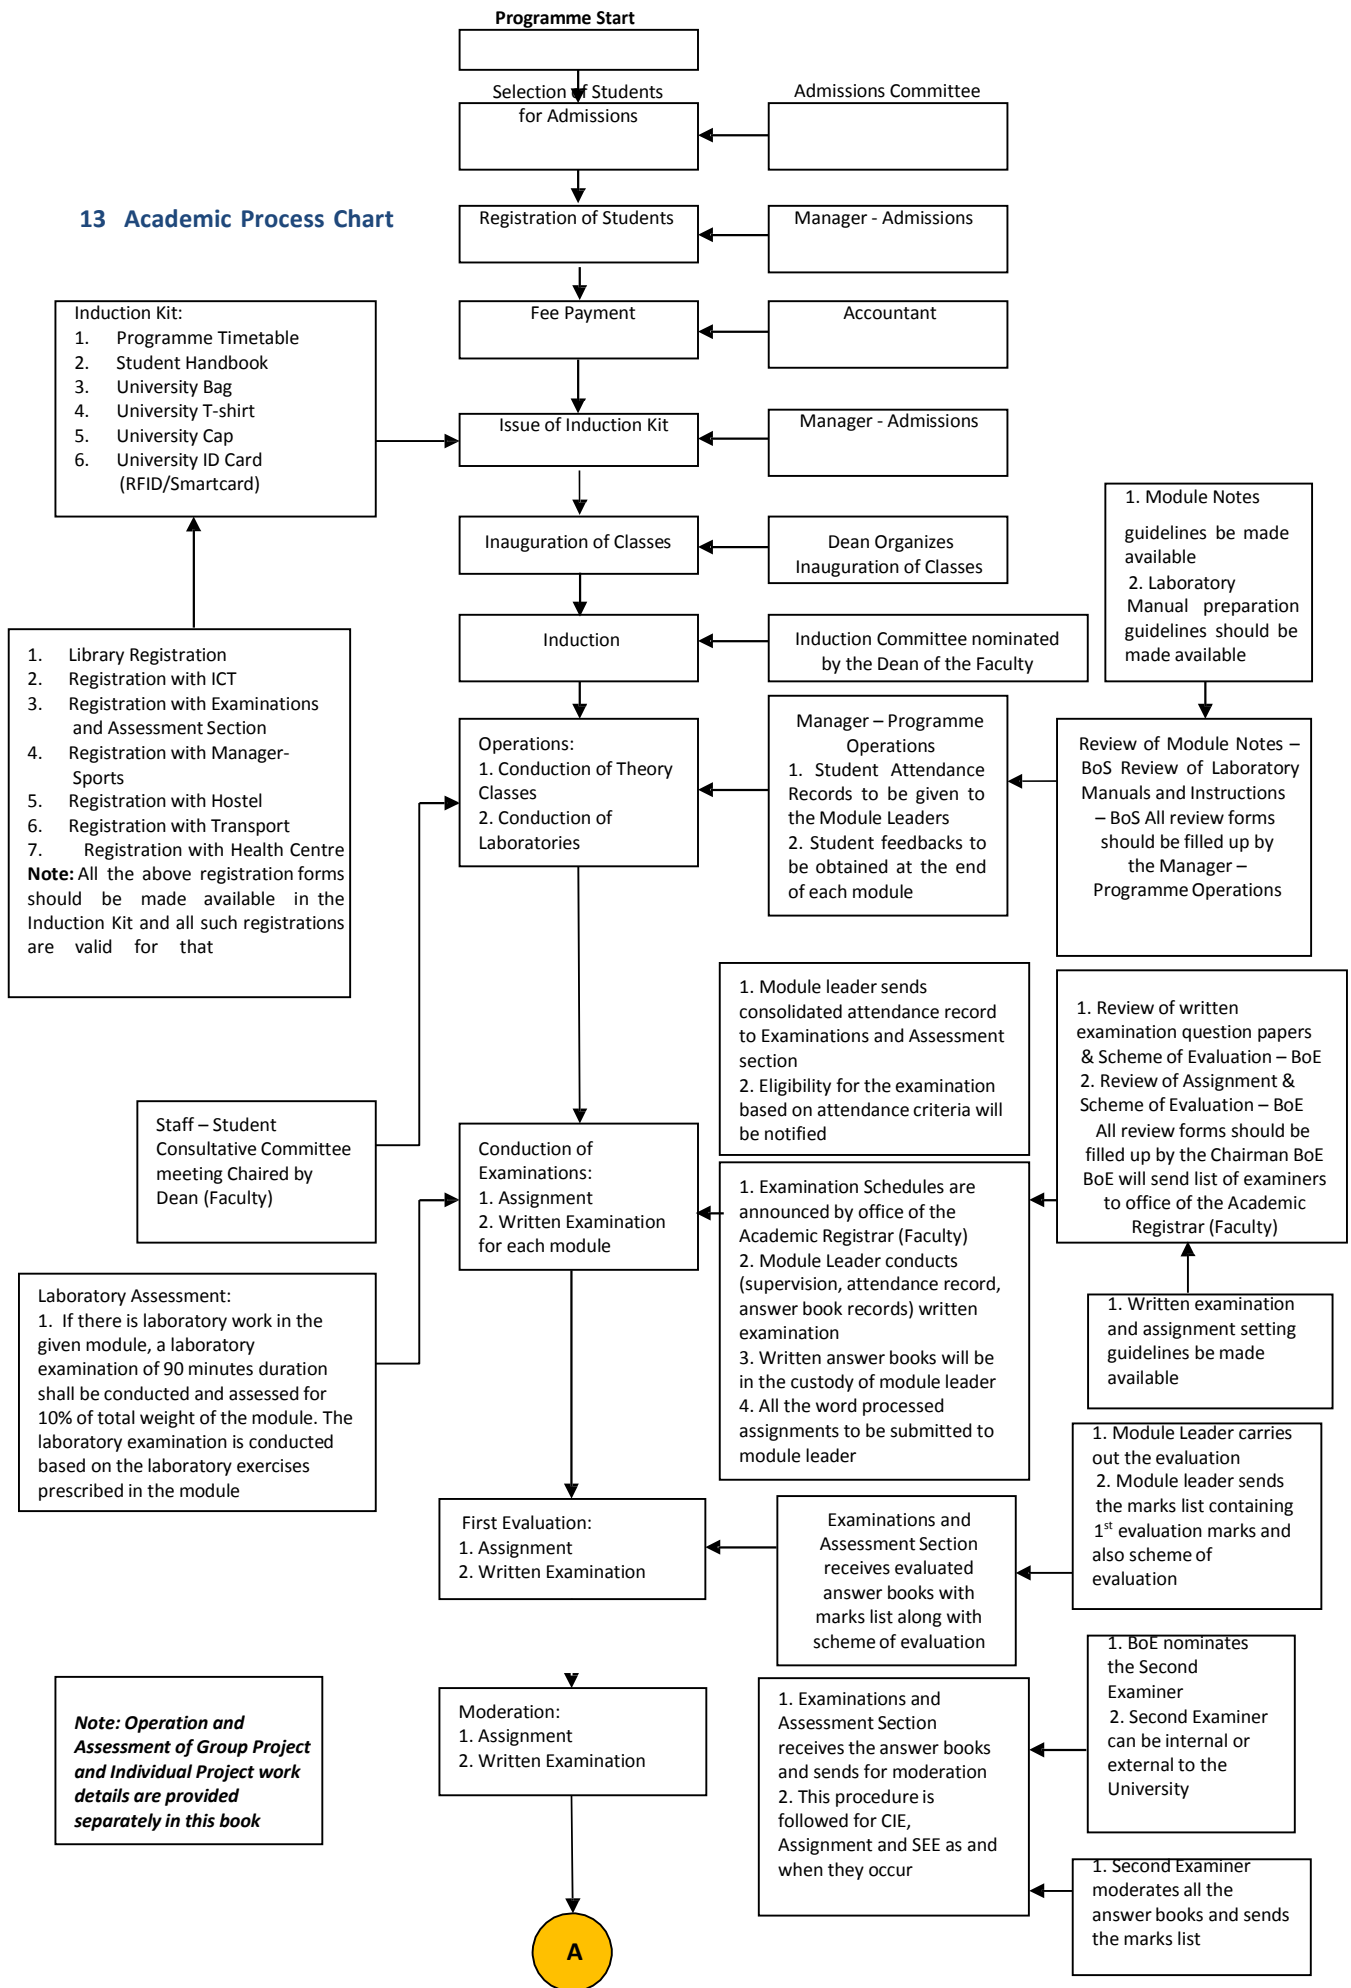 Programme Start
Selection of Students
for Admissions
Admissions Committee
13 Academic Process Chart
Registration of Students
Manager - Admissions
Fee Payment
Accountant
Induction Kit:
1. Programme Timetable
2. Student Handbook
3. University Bag
4. University T-shirt
5. University Cap
6. University ID Card
(RFID/Smartcard)
Issue of Induction Kit
Manager - Admissions
Inauguration of Classes
Dean Organizes
Inauguration of Classes
1. Module Notes
guidelines be made
available
2. Laboratory
Manual preparation
guidelines should be
made available
Induction
Induction Committee nominated
by the Dean of the Faculty
1. Library Registration
2. Registration with ICT
3. Registration with Examinations
and Assessment Section
4. Registration with Manager-
Sports
5. Registration with Hostel
6. Registration with Transport
7. Registration with Health Centre
Note: All the above registration forms
should be made available in the
Induction Kit and all such registrations
are valid for that
Operations:
1. Conduction of Theory
Classes
2. Conduction of
Laboratories
Manager – Programme
Operations
1. Student Attendance
Records to be given to
the Module Leaders
2. Student feedbacks to
be obtained at the end
of each module
Review of Module Notes –
BoS Review of Laboratory
Manuals and Instructions
– BoS All review forms
should be filled up by
the Manager –
Programme Operations
1. Module leader sends
consolidated attendance record
to Examinations and Assessment
section
2. Eligibility for the examination
based on attendance criteria will
be notified
1. Review of written
examination question papers
& Scheme of Evaluation – BoE
2. Review of Assignment &
Scheme of Evaluation – BoE
All review forms should be
filled up by the Chairman BoE
BoE will send list of examiners
to office of the Academic
Registrar (Faculty)
Staff – Student
Consultative Committee
meeting Chaired by
Dean (Faculty)
Conduction of
Examinations:
1. Assignment
2. Written Examination
for each module
1. Examination Schedules are
announced by office of the
Academic Registrar (Faculty)
2. Module Leader conducts
(supervision, attendance record,
answer book records) written
examination
3. Written answer books will be
in the custody of module leader
4. All the word processed
assignments to be submitted to
module leader
1. Written examination
and assignment setting
guidelines be made
available
Laboratory Assessment:
1. If there is laboratory work in the
given module, a laboratory
examination of 90 minutes duration
shall be conducted and assessed for
10% of total weight of the module. The
laboratory examination is conducted
based on the laboratory exercises
prescribed in the module
First Evaluation:
1. Assignment
2. Written Examination
Examinations and
Assessment Section
receives evaluated
answer books with
marks list along with
scheme of evaluation
1. Module Leader carries
out the evaluation
2. Module leader sends
the marks list containing
1st evaluation marks and
also scheme of
evaluation
Note: Operation and
Assessment of Group Project
and Individual Project work
details are provided
separately in this book
Moderation:
1. Assignment
2. Written Examination
1. Examinations and
Assessment Section
receives the answer books
and sends for moderation
2. This procedure is
followed for CIE,
Assignment and SEE as and
when they occur
1. BoE nominates
the Second
Examiner
2. Second Examiner
can be internal or
external to the
University
1. Second Examiner
moderates all the
answer books and sends
the marks list
A